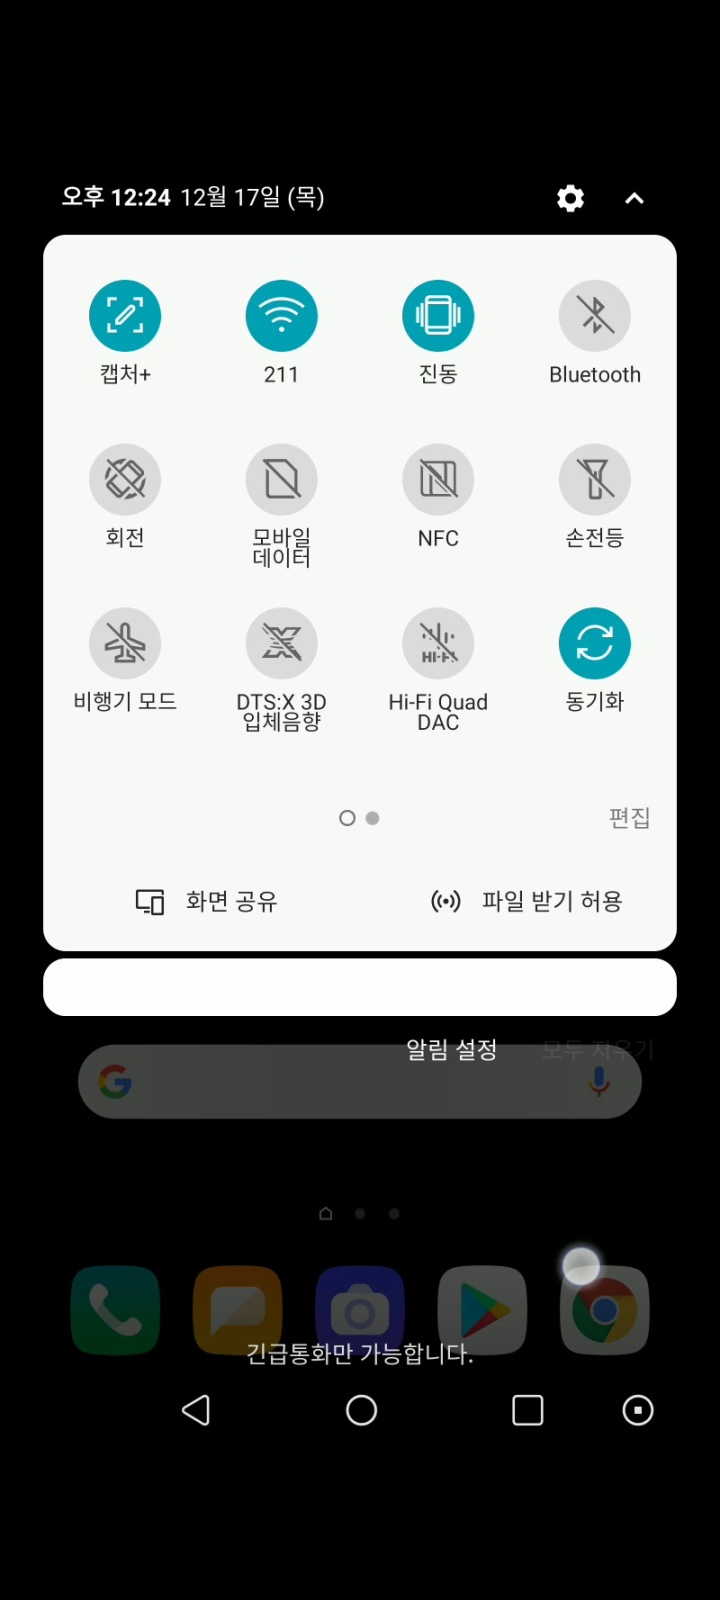 오후 12:24 12월 17일 (목)
캡처+ 211 진동 Bluetooth
회전 모바일 데이터 NFC 손전등
HI-FI
비행기 모드 DTS:X 3D 입체음향 Hi-Fi Quad DAC 동기화
편집
화면 공유 파일 받기 허용
알림 설정 모두 지우기
긴급통화만 가능합니다.